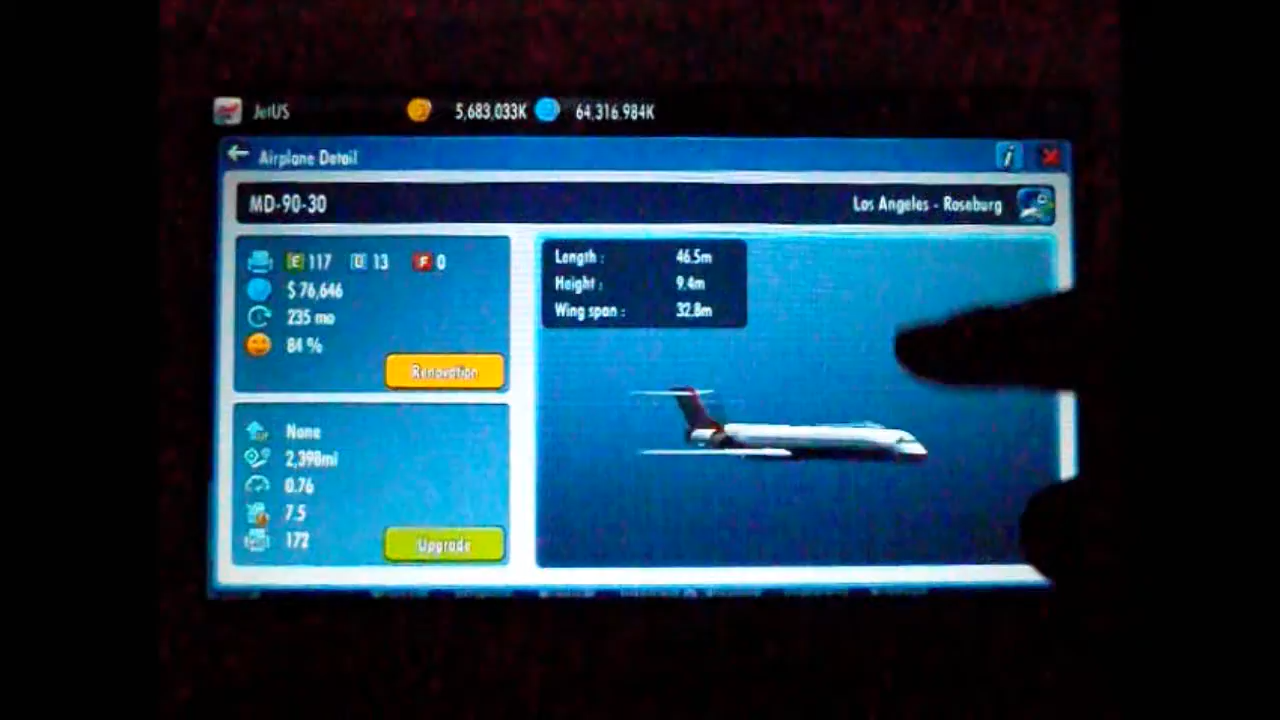 JetUS 5,683,033K 64,316,984K
Airplane Detail i
MD-90-30 Los Angeles - Roseburg
E 117 13 F 0
$ 76,646
235 mo
84 %
Renovation
None
2,398mi
0.76
7.5
172
Upgrade
Length : 46.5m
Height : 9.4m
Wing span : 32.8m